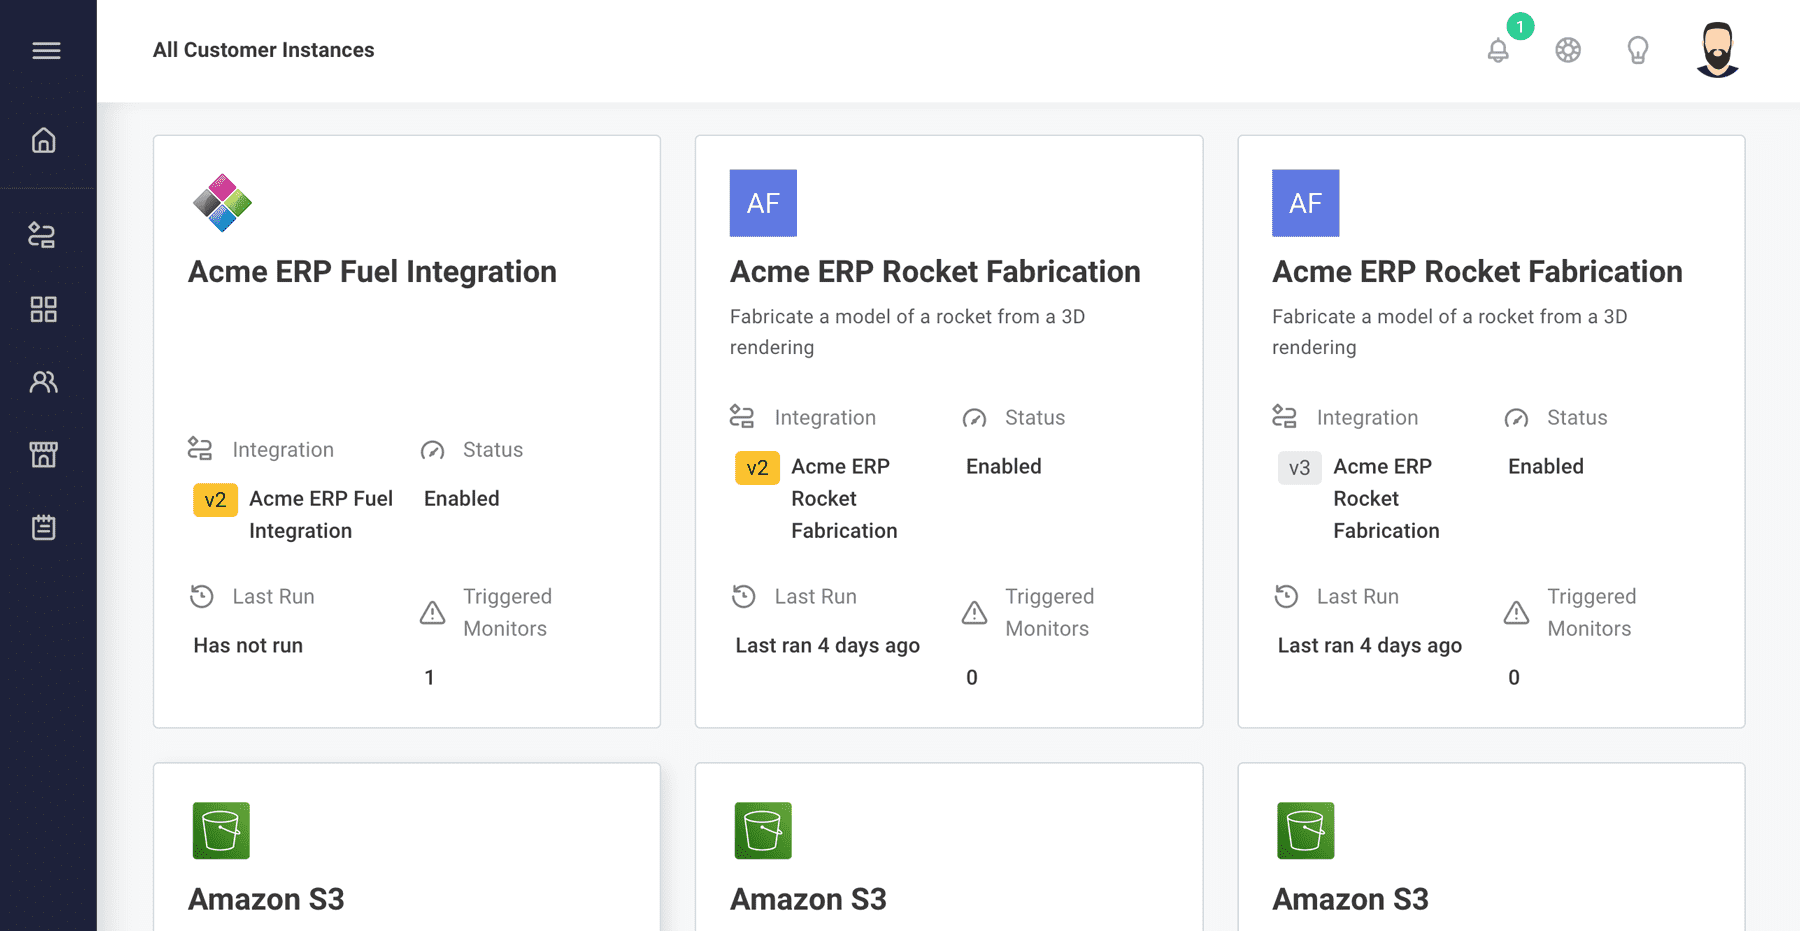 All Customer Instances
1
Acme ERP Fuel Integration
Integration
Status
v2
Acme ERP Fuel
Integration
Enabled
Last Run
Has not run
Triggered
Monitors
1
AF
Acme ERP Rocket Fabrication
Fabricate a model of a rocket from a 3D
rendering
Integration
Status
v2
Acme ERP
Rocket
Fabrication
Enabled
Last Run
Last ran 4 days ago
Triggered
Monitors
0
AF
Acme ERP Rocket Fabrication
Fabricate a model of a rocket from a 3D
rendering
Integration
Status
v3
Acme ERP
Rocket
Fabrication
Enabled
Last Run
Last ran 4 days ago
Triggered
Monitors
0
Amazon S3
Amazon S3
Amazon S3